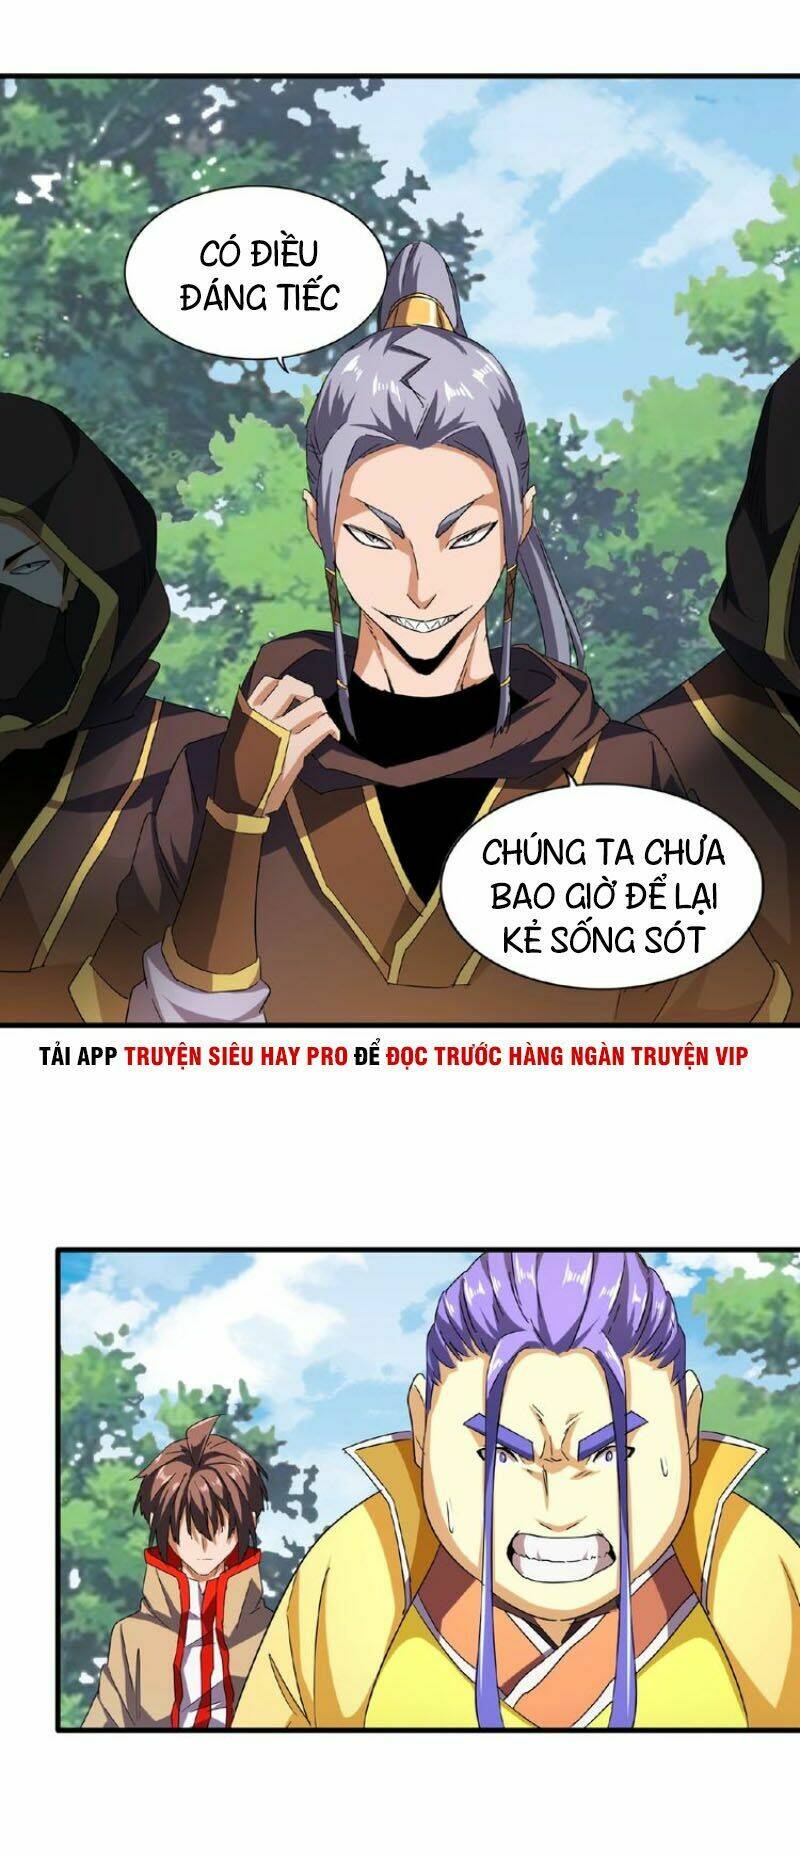 CÓ ĐIỀU
ĐÁNG TIẾC
CHÚNG TA CHƯA
BAO GIỜ ĐỂ LẠI
KẺ SỐNG SÓT
TẢI APP TRUYỆN SIÊU HAY PRO ĐỂ ĐỌC TRƯỚC HÀNG NGÀN TRUYỆN VIP